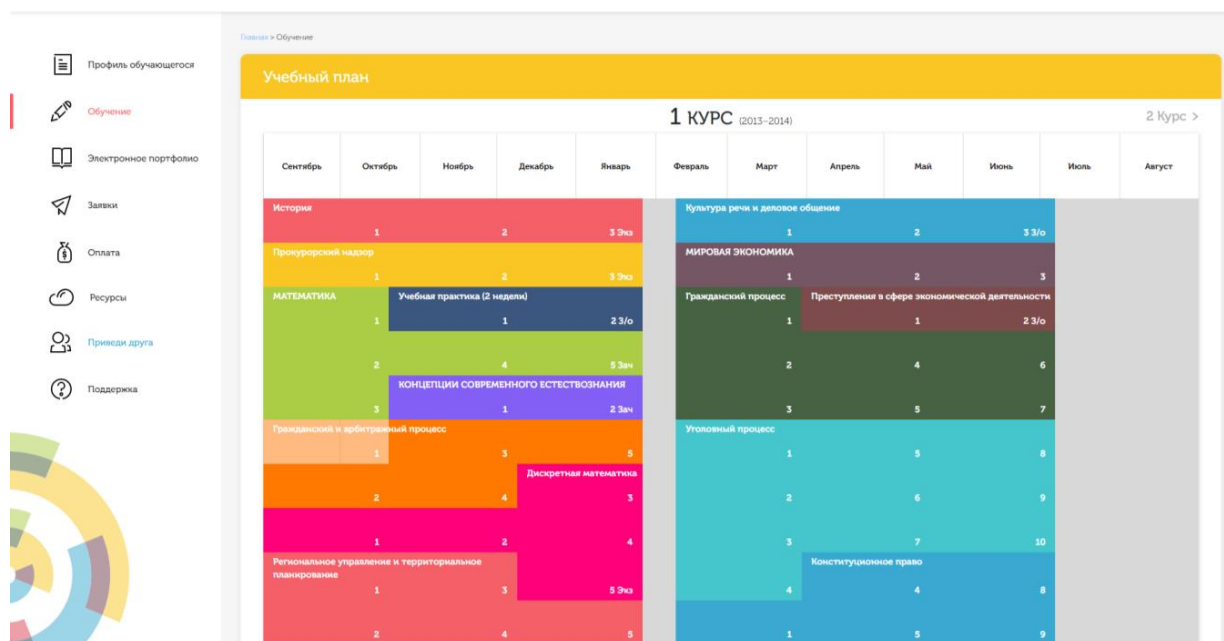 Главная > Обучение
Профиль обучающегося
Обучение
Электронное портфолио
Заявки
Оплата
Ресурсы
Приведи друга
Поддержка
Учебный план
1 КУРС (2013-2014)
2 Курс >
Сентябрь Октябрь Ноябрь Декабрь Январь Февраль Март Апрель Май Июнь Июль Август
История Культура речи и деловое общение
1 2 3 Экз 1 2 3 З/о
Прокурорский надзор МИРОВАЯ ЭКОНОМИКА
1 2 3 Экз 1 2 3
МАТЕМАТИКА Учебная практика (2 недели) Гражданский процесс Преступления в сфере экономической деятельности
1 1 2 З/о 1 1 2 З/о
2 4 5 Зач 2 4 6
КОНЦЕПЦИИ СОВРЕМЕННОГО ЕСТЕСТВОЗНАНИЯ
3 1 2 Зач 3 5 7
Гражданский и арбитражный процесс Уголовный процесс
1 3 5 1 5 8
Дискретная математика
2 4 3 2 6 9
1 2 4 3 7 10
Региональное управление и территориальное Конституционное право
планирование
1 3 5 Экз 4 4 8
2 4 5 1 5 9